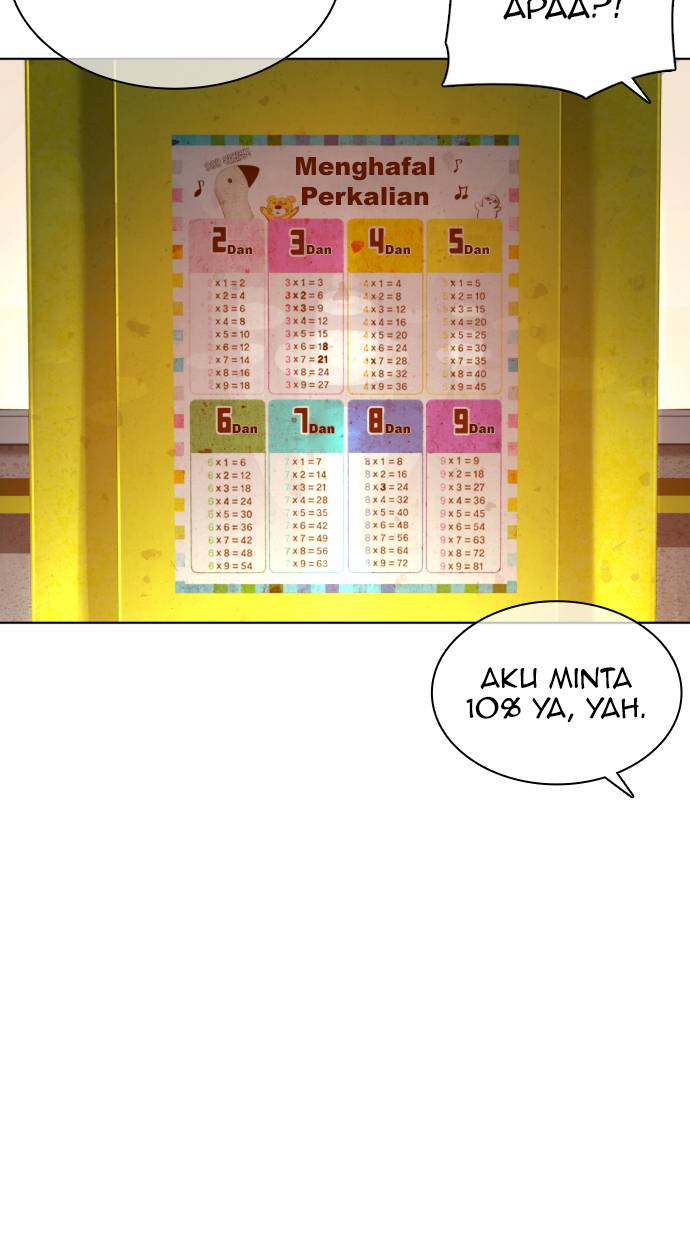 APAA?!
Menghafal
Perkalian
2Dan
3Dan
4Dan
5Dan
2 x 1 = 2
2 x 2 = 4
2 x 3 = 6
2 x 4 = 8
2 x 5 = 10
2 x 6 = 12
2 x 7 = 14
2 x 8 = 16
2 x 9 = 18
3 x 1 = 3
3 x 2 = 6
3 x 3 = 9
3 x 4 = 12
3 x 5 = 15
3 x 6 = 18
3 x 7 = 21
3 x 8 = 24
3 x 9 = 27
4 x 1 = 4
4 x 2 = 8
4 x 3 = 12
4 x 4 = 16
4 x 5 = 20
4 x 6 = 24
4 x 7 = 28
4 x 8 = 32
4 x 9 = 36
5 x 1 = 5
5 x 2 = 10
5 x 3 = 15
5 x 4 = 20
5 x 5 = 25
5 x 6 = 30
5 x 7 = 35
5 x 8 = 40
5 x 9 = 45
6Dan
7Dan
8Dan
9Dan
6 x 1 = 6
6 x 2 = 12
6 x 3 = 18
6 x 4 = 24
6 x 5 = 30
6 x 6 = 36
6 x 7 = 42
6 x 8 = 48
6 x 9 = 54
7 x 1 = 7
7 x 2 = 14
7 x 3 = 21
7 x 4 = 28
7 x 5 = 35
7 x 6 = 42
7 x 7 = 49
7 x 8 = 56
7 x 9 = 63
8 x 1 = 8
8 x 2 = 16
8 x 3 = 24
8 x 4 = 32
8 x 5 = 40
8 x 6 = 48
8 x 7 = 56
8 x 8 = 64
8 x 9 = 72
9 x 1 = 9
9 x 2 = 18
9 x 3 = 27
9 x 4 = 36
9 x 5 = 45
9 x 6 = 54
9 x 7 = 63
9 x 8 = 72
9 x 9 = 81
AKU MINTA
10% YA, YAH.